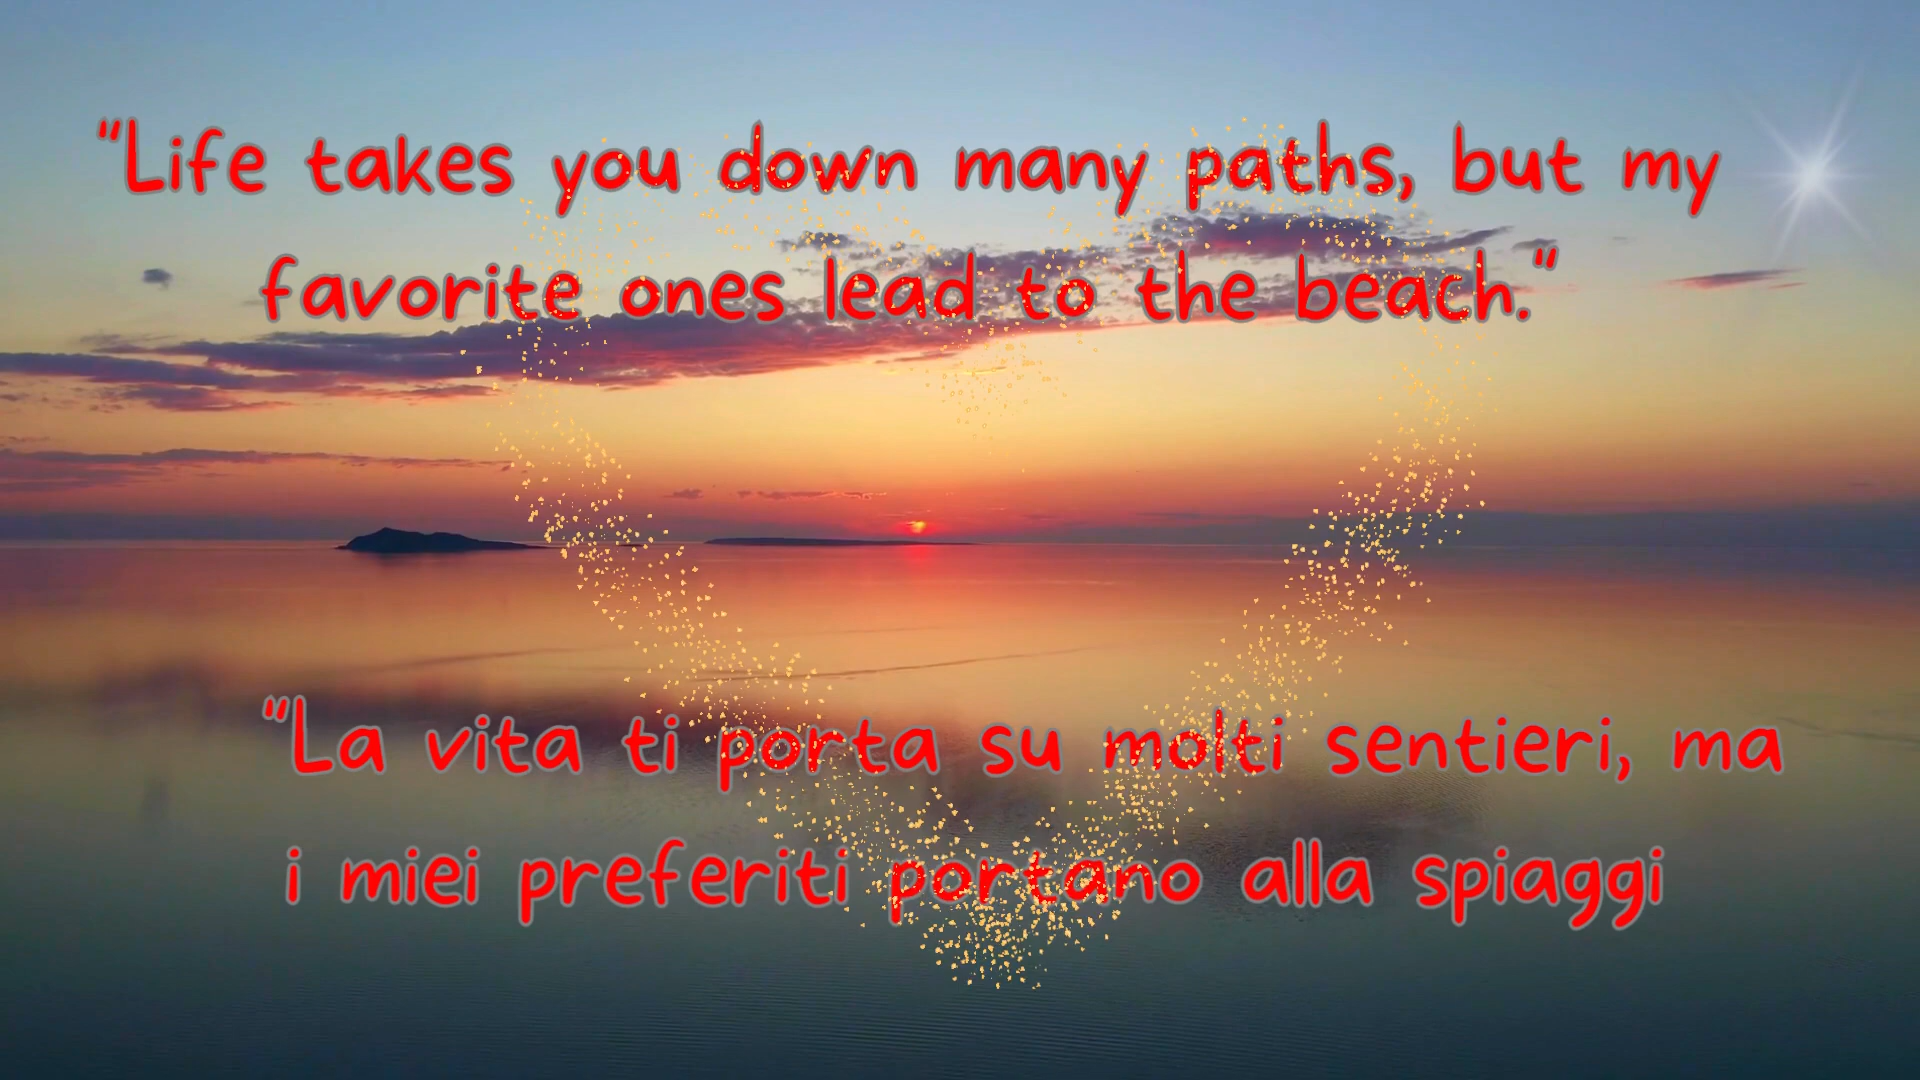 "Life takes you down many paths, but my
favorite ones lead to the beach."
"La vita ti porta su molti sentieri, ma
i miei preferiti portano alla spiaggi